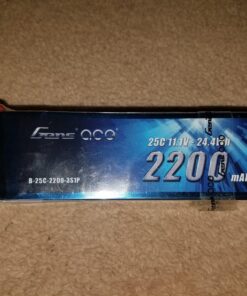 Gens ace
25C 11.1V 24.4Wh
2200 mAh
B-25C-2200-3S1P